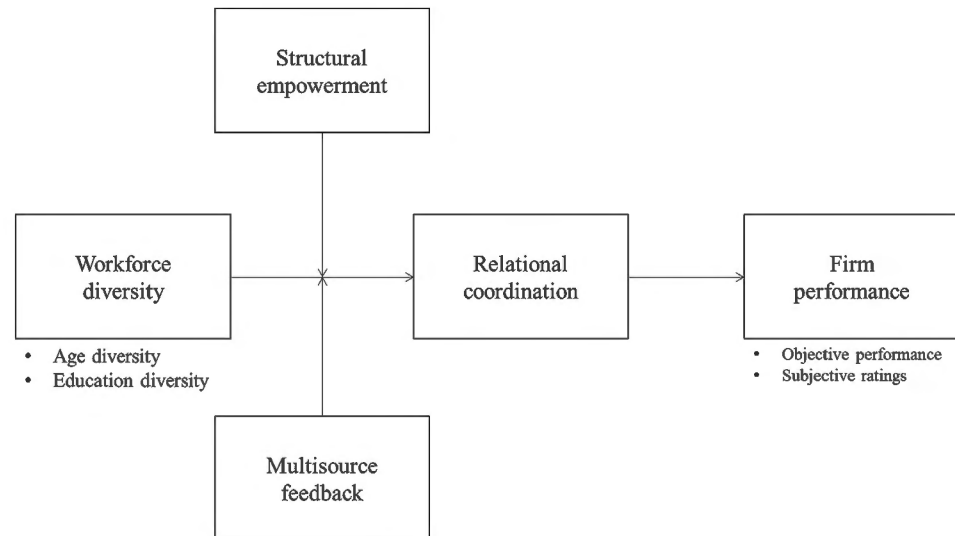 Structural
empowerment
Workforce
diversity
Relational
coordination
Firm
performance
• Age diversity
• Education diversity
• Objective performance
• Subjective ratings
Multisource
feedback